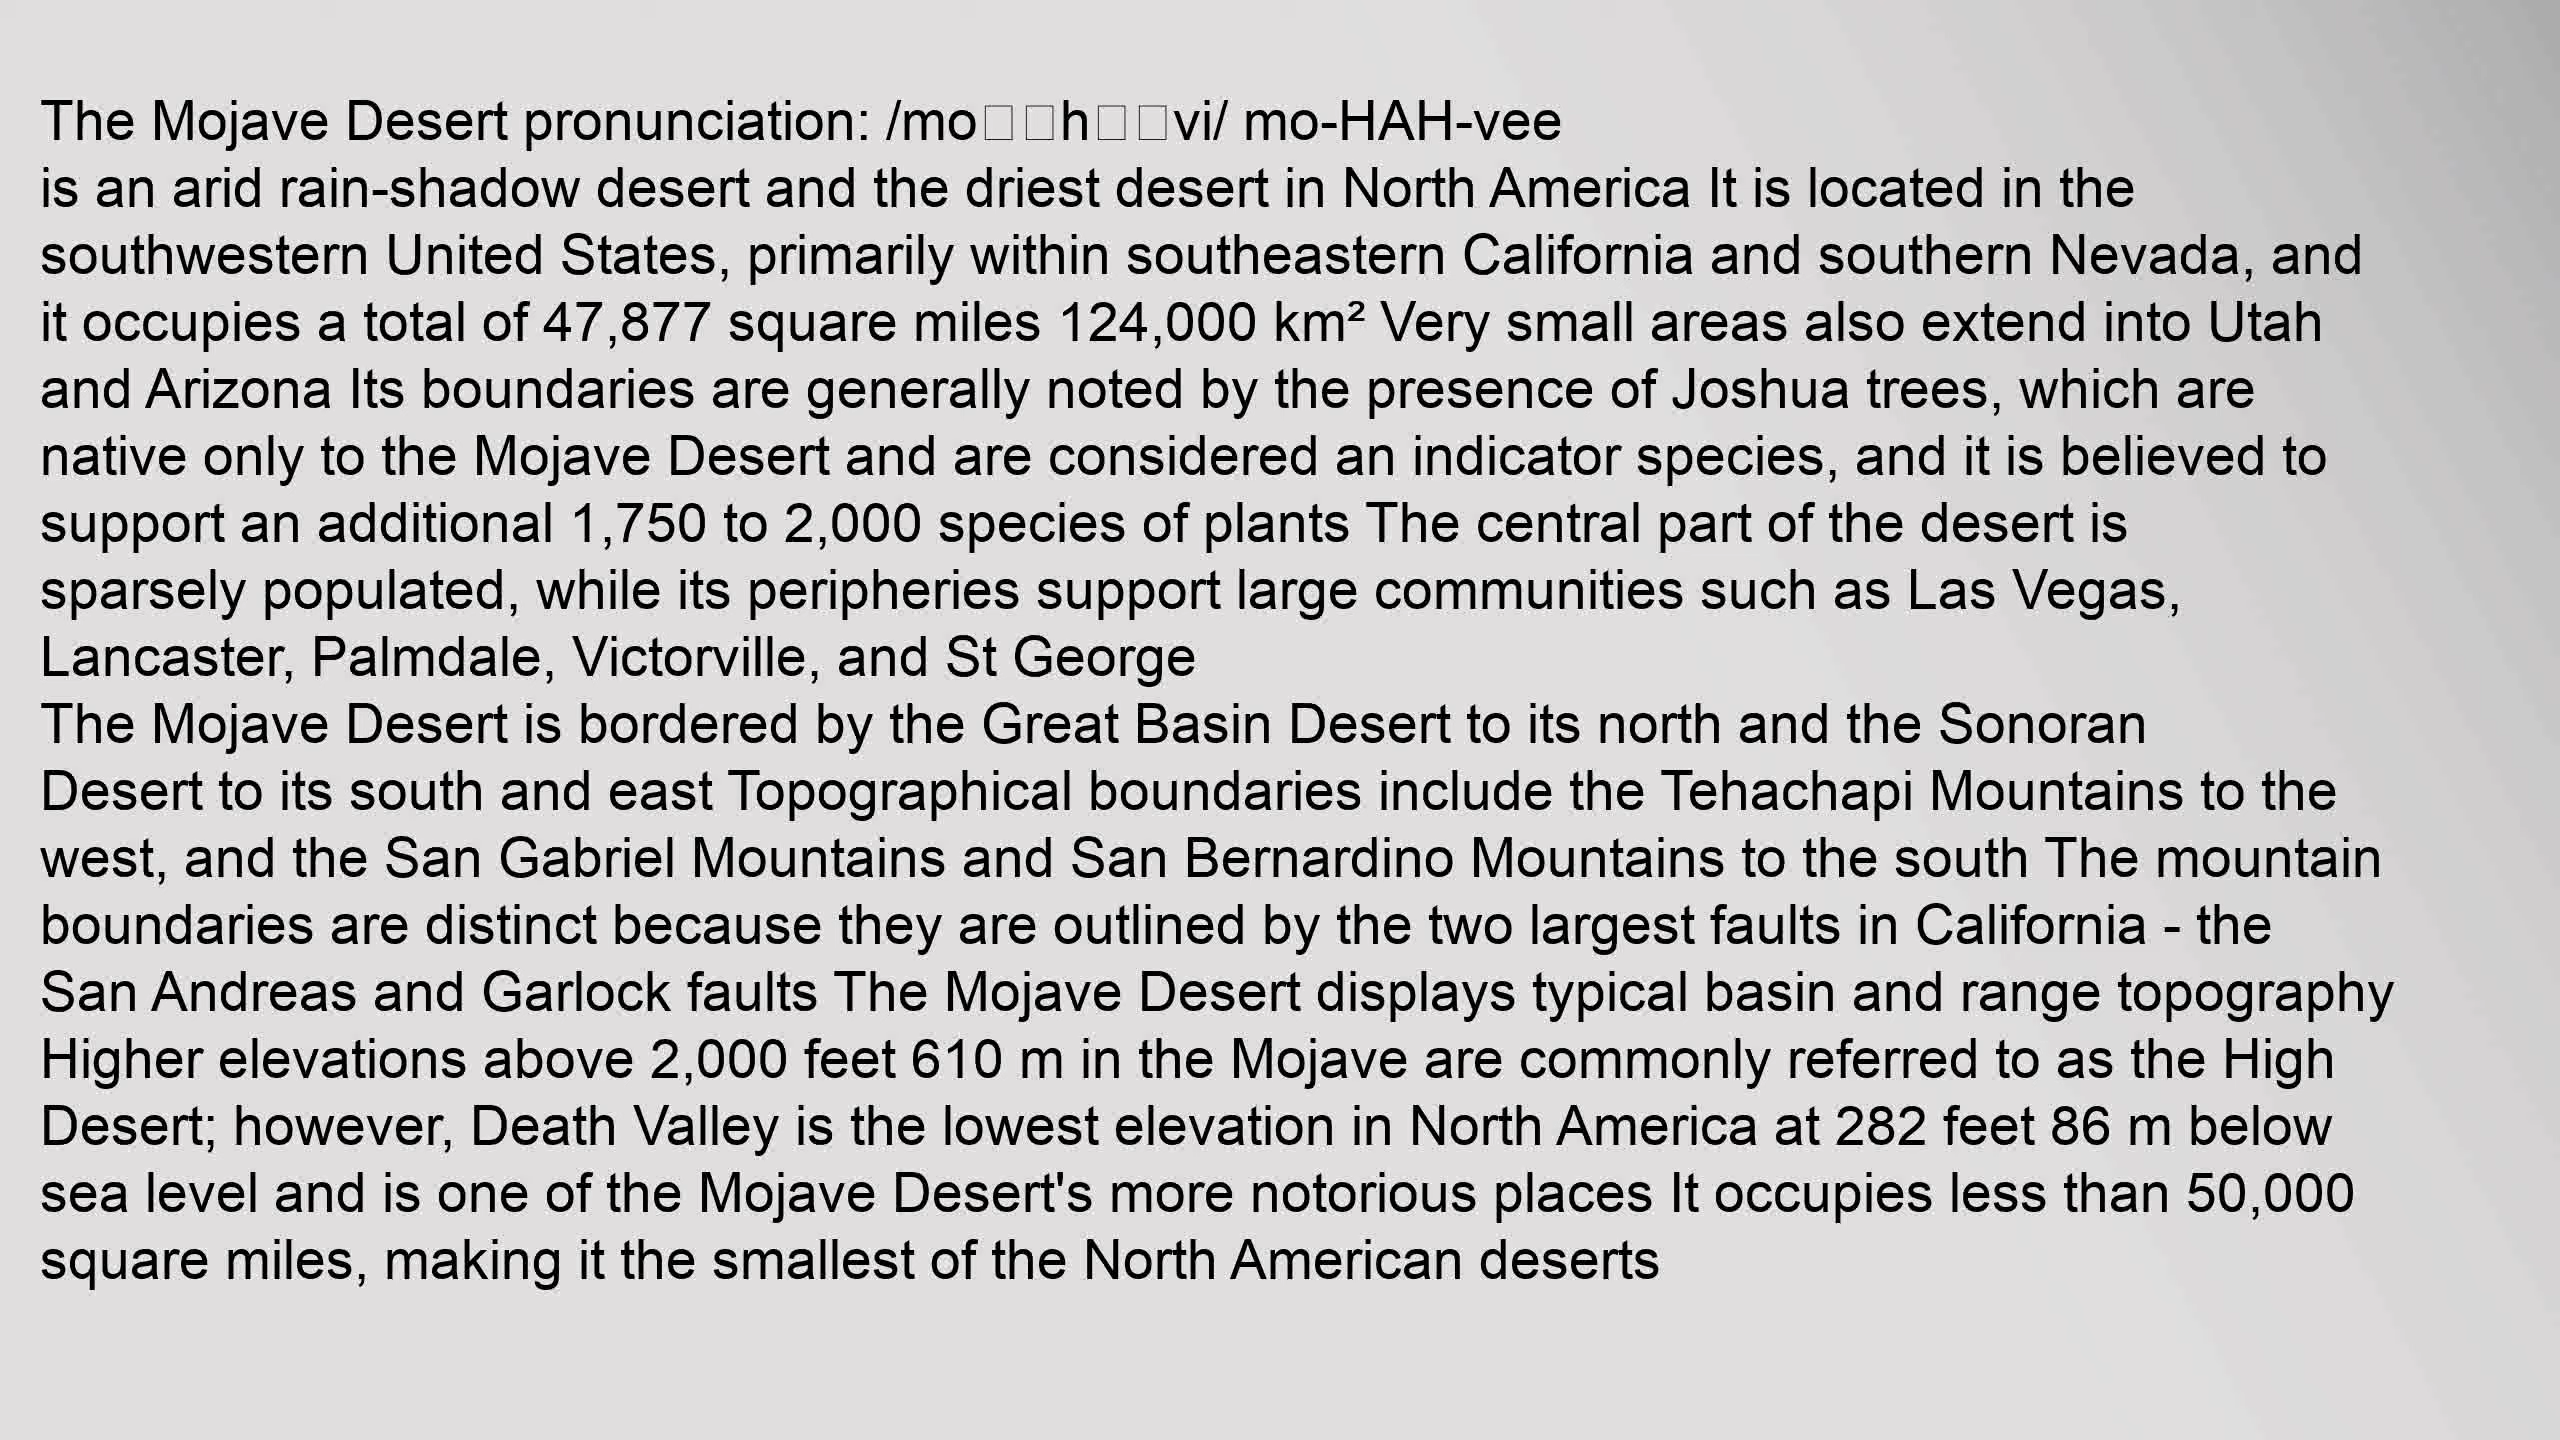 The Mojave Desert pronunciation: /mo□□h□□vi/ mo-HAH-vee
is an arid rain-shadow desert and the driest desert in North America It is located in the
southwestern United States, primarily within southeastern California and southern Nevada, and
it occupies a total of 47,877 square miles 124,000 km² Very small areas also extend into Utah
and Arizona Its boundaries are generally noted by the presence of Joshua trees, which are
native only to the Mojave Desert and are considered an indicator species, and it is believed to
support an additional 1,750 to 2,000 species of plants The central part of the desert is
sparsely populated, while its peripheries support large communities such as Las Vegas,
Lancaster, Palmdale, Victorville, and St George
The Mojave Desert is bordered by the Great Basin Desert to its north and the Sonoran
Desert to its south and east Topographical boundaries include the Tehachapi Mountains to the
west, and the San Gabriel Mountains and San Bernardino Mountains to the south The mountain
boundaries are distinct because they are outlined by the two largest faults in California - the
San Andreas and Garlock faults The Mojave Desert displays typical basin and range topography
Higher elevations above 2,000 feet 610 m in the Mojave are commonly referred to as the High
Desert; however, Death Valley is the lowest elevation in North America at 282 feet 86 m below
sea level and is one of the Mojave Desert's more notorious places It occupies less than 50,000
square miles, making it the smallest of the North American deserts